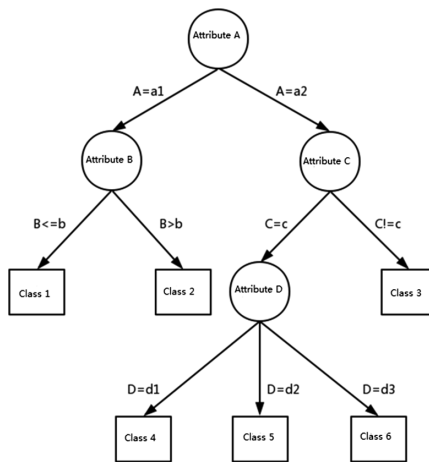 Attribute A
A=a1
A=a2
Attribute B
Attribute C
B<=b
B>b
C=c
C!=c
Class 1
Class 2
Attribute D
Class 3
D=d1
D=d2
D=d3
Class 4
Class 5
Class 6